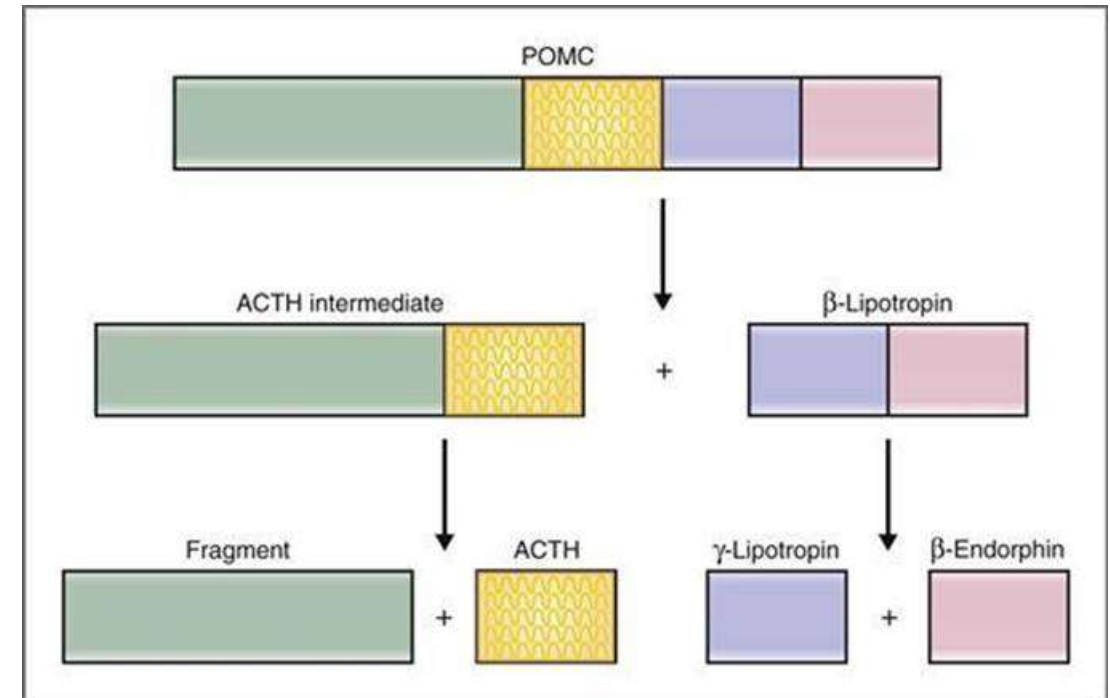 POMC
ACTH intermediate
β-Lipotropin
+
Fragment
ACTH
γ-Lipotropin
β-Endorphin
+
+